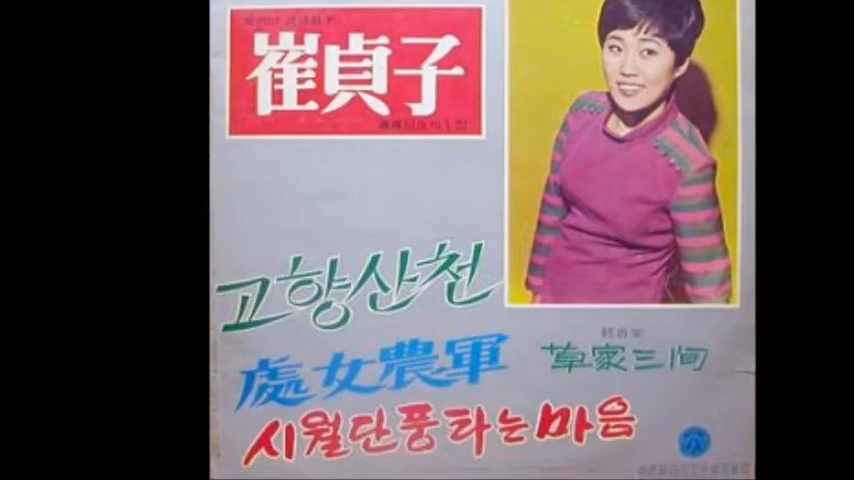 崔貞子
고향산천
處女農軍
草家三间
시월단풍타는마음